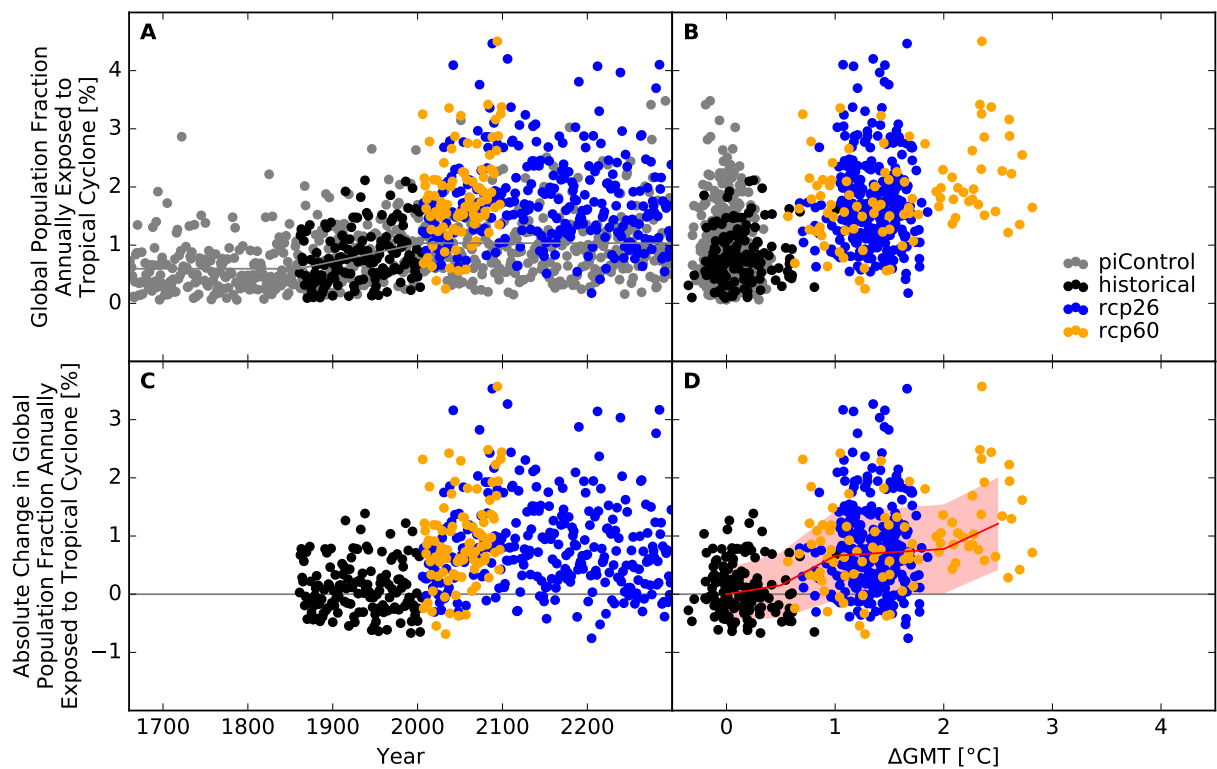 A
B
Global Population Fraction
Annually Exposed to
Tropical Cyclone [%]
4
3
2
1
0
piControl
historical
rcp26
rcp60
C
D
Absolute Change in Global
Population Fraction Annually
Exposed to Tropical Cyclone [%]
3
2
1
0
−1
1700 1800 1900 2000 2100 2200
0 1 2 3 4
Year
ΔGMT [°C]